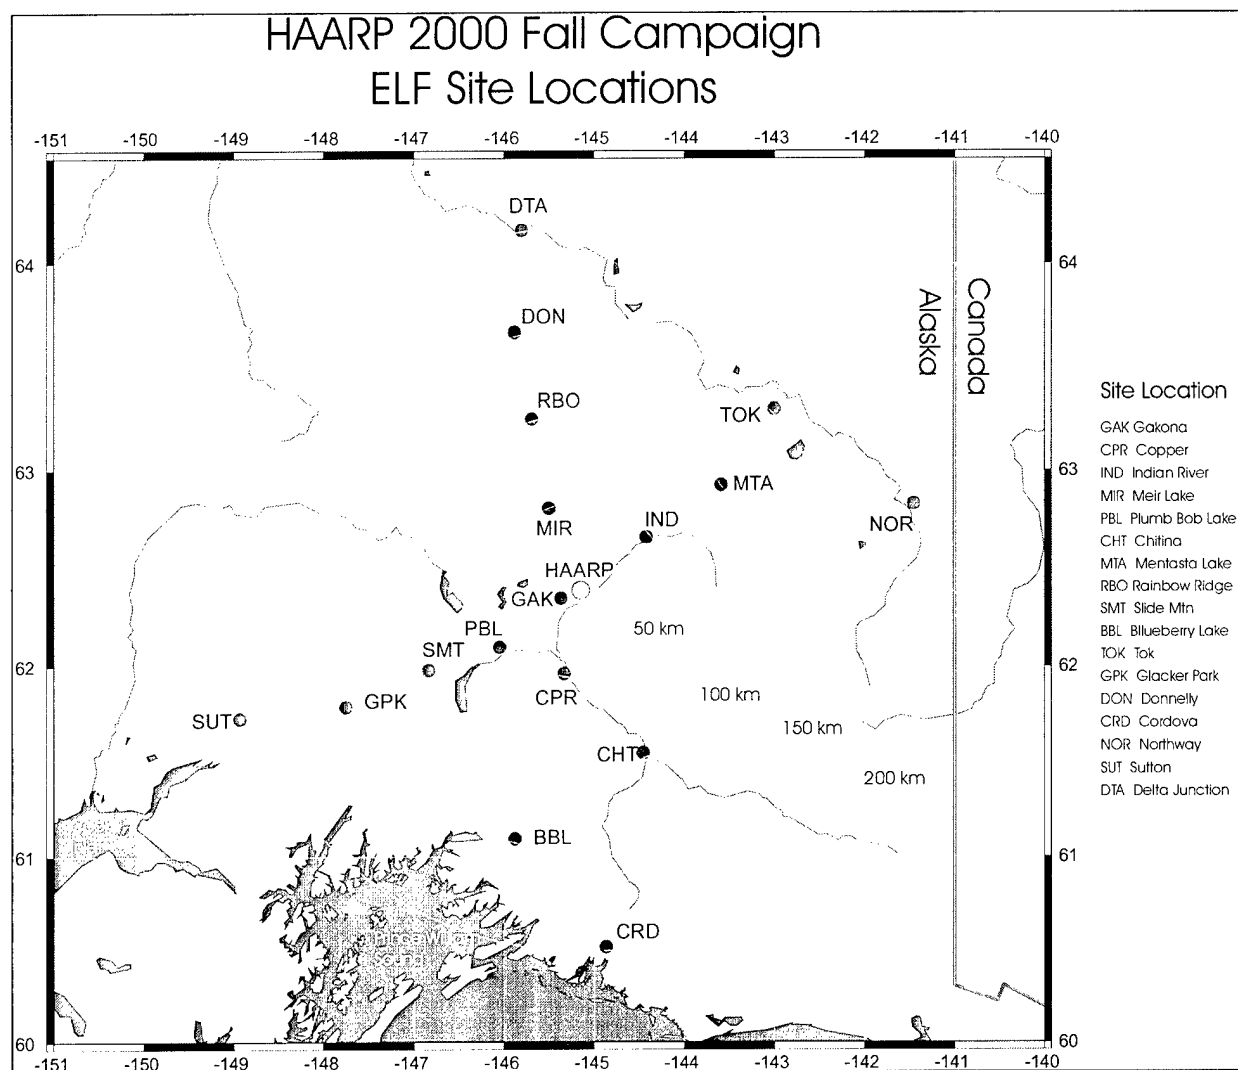 HAARP 2000 Fall Campaign
ELF Site Locations
-151 -150 -149 -148 -147 -146 -145 -144 -143 -142 -141 -140
DTA
64 64
Alaska
Canada
DON
RBO
TOK
63 63
MTA
MIR
IND
NOR
HAARP
GAK
50 km
PBL
SMT
62 62
CPR
GPK
100 km
SUT
150 km
CHT
200 km
61 61
BBL
CRD
Prince William
Sound
60 60
-151 -150 -149 -148 -147 -146 -145 -144 -143 -142 -141 -140
Site Location
GAK Gakona
CPR Copper
IND Indian River
MIR Meir Lake
PBL Plumb Bob Lake
CHT Chitina
MTA Mentasta Lake
RBO Rainbow Ridge
SMT Slide Mtn
BBL Bllueberry Lake
TOK Tok
GPK Glacker Park
DON Donnelly
CRD Cordova
NOR Northway
SUT Sutton
DTA Delta Junction